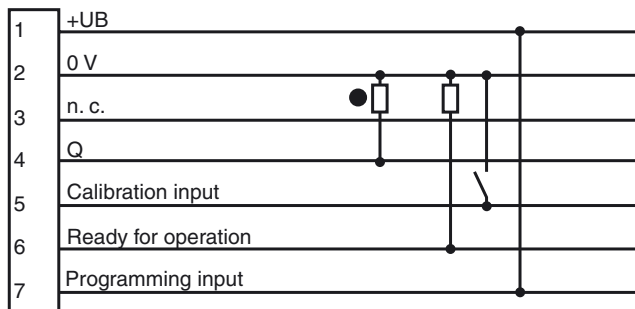 1 +UB
2 0 V
3 n. c.
4 Q
5 Calibration input
6 Ready for operation
7 Programming input